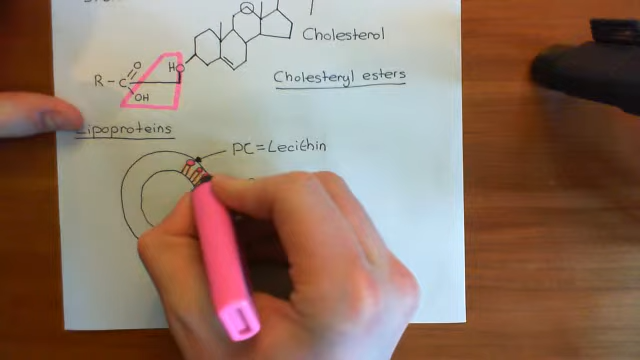 Cholesterol
HO
O
R-C
OH
Cholesteryl esters
Lipoproteins
PC=Lecithin